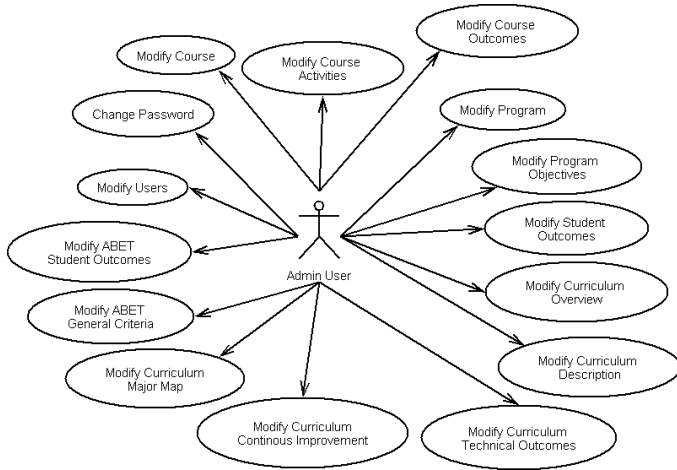 Modify Course
Outcomes
Modify Course
Modify Course
Activities
Change Password
Modify Program
Modify Program
Objectives
Modify Users
Modify Student
Outcomes
Modify ABET
Student Outcomes
Admin User
Modify Curriculum
Overview
Modify ABET
General Criteria
Modify Curriculum
Description
Modify Curriculum
Major Map
Modify Curriculum
Continous Improvement
Modify Curriculum
Technical Outcomes